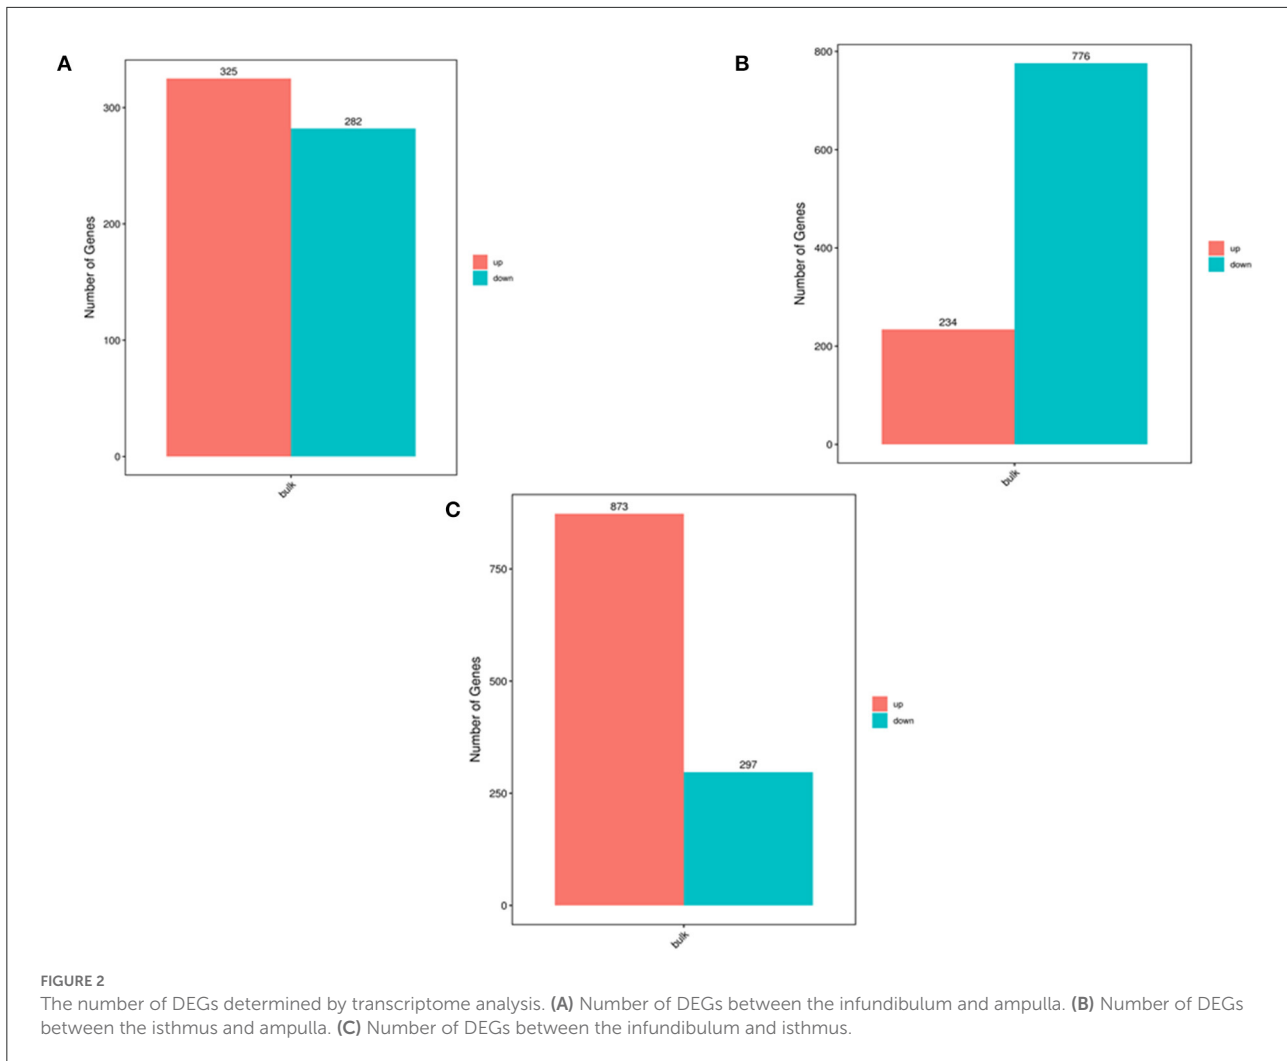 A
325
282
300
200
100
0
Number of Genes
bulk
up
down
B
776
234
800
600
400
200
0
Number of Genes
bulk
up
down
C
873
297
750
500
250
0
Number of Genes
bulk
up
down
FIGURE 2
The number of DEGs determined by transcriptome analysis. (A) Number of DEGs between the infundibulum and ampulla. (B) Number of DEGs
between the isthmus and ampulla. (C) Number of DEGs between the infundibulum and isthmus.